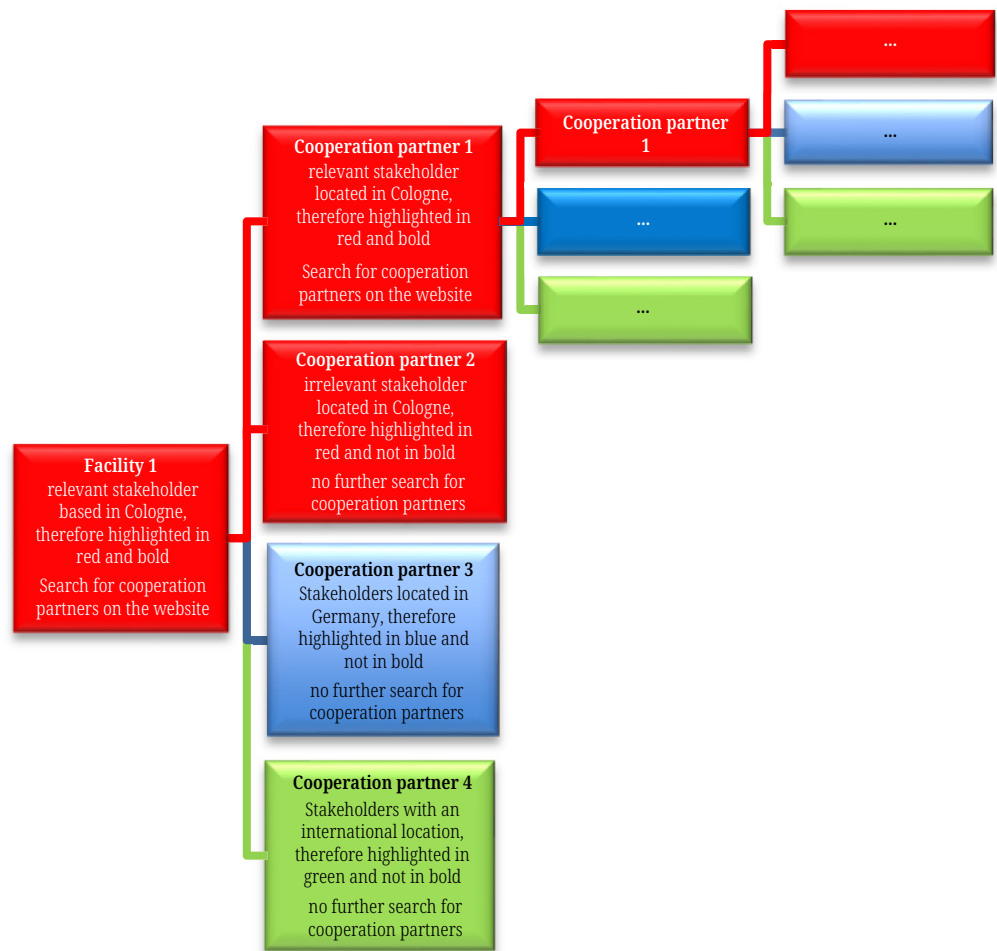 Facility 1
relevant stakeholder
based in Cologne,
therefore highlighted in
red and bold
Search for cooperation
partners on the website
Cooperation partner 1
relevant stakeholder
located in Cologne,
therefore highlighted in
red and bold
Search for cooperation
partners on the website
Cooperation partner 2
irrelevant stakeholder
located in Cologne,
therefore highlighted in
red and not in bold
no further search for
cooperation partners
Cooperation partner 3
Stakeholders located in
Germany, therefore
highlighted in blue and
not in bold
no further search for
cooperation partners
Cooperation partner 4
Stakeholders with an
international location,
therefore highlighted in
green and not in bold
no further search for
cooperation partners
Cooperation partner
1
...
...
...
...
...